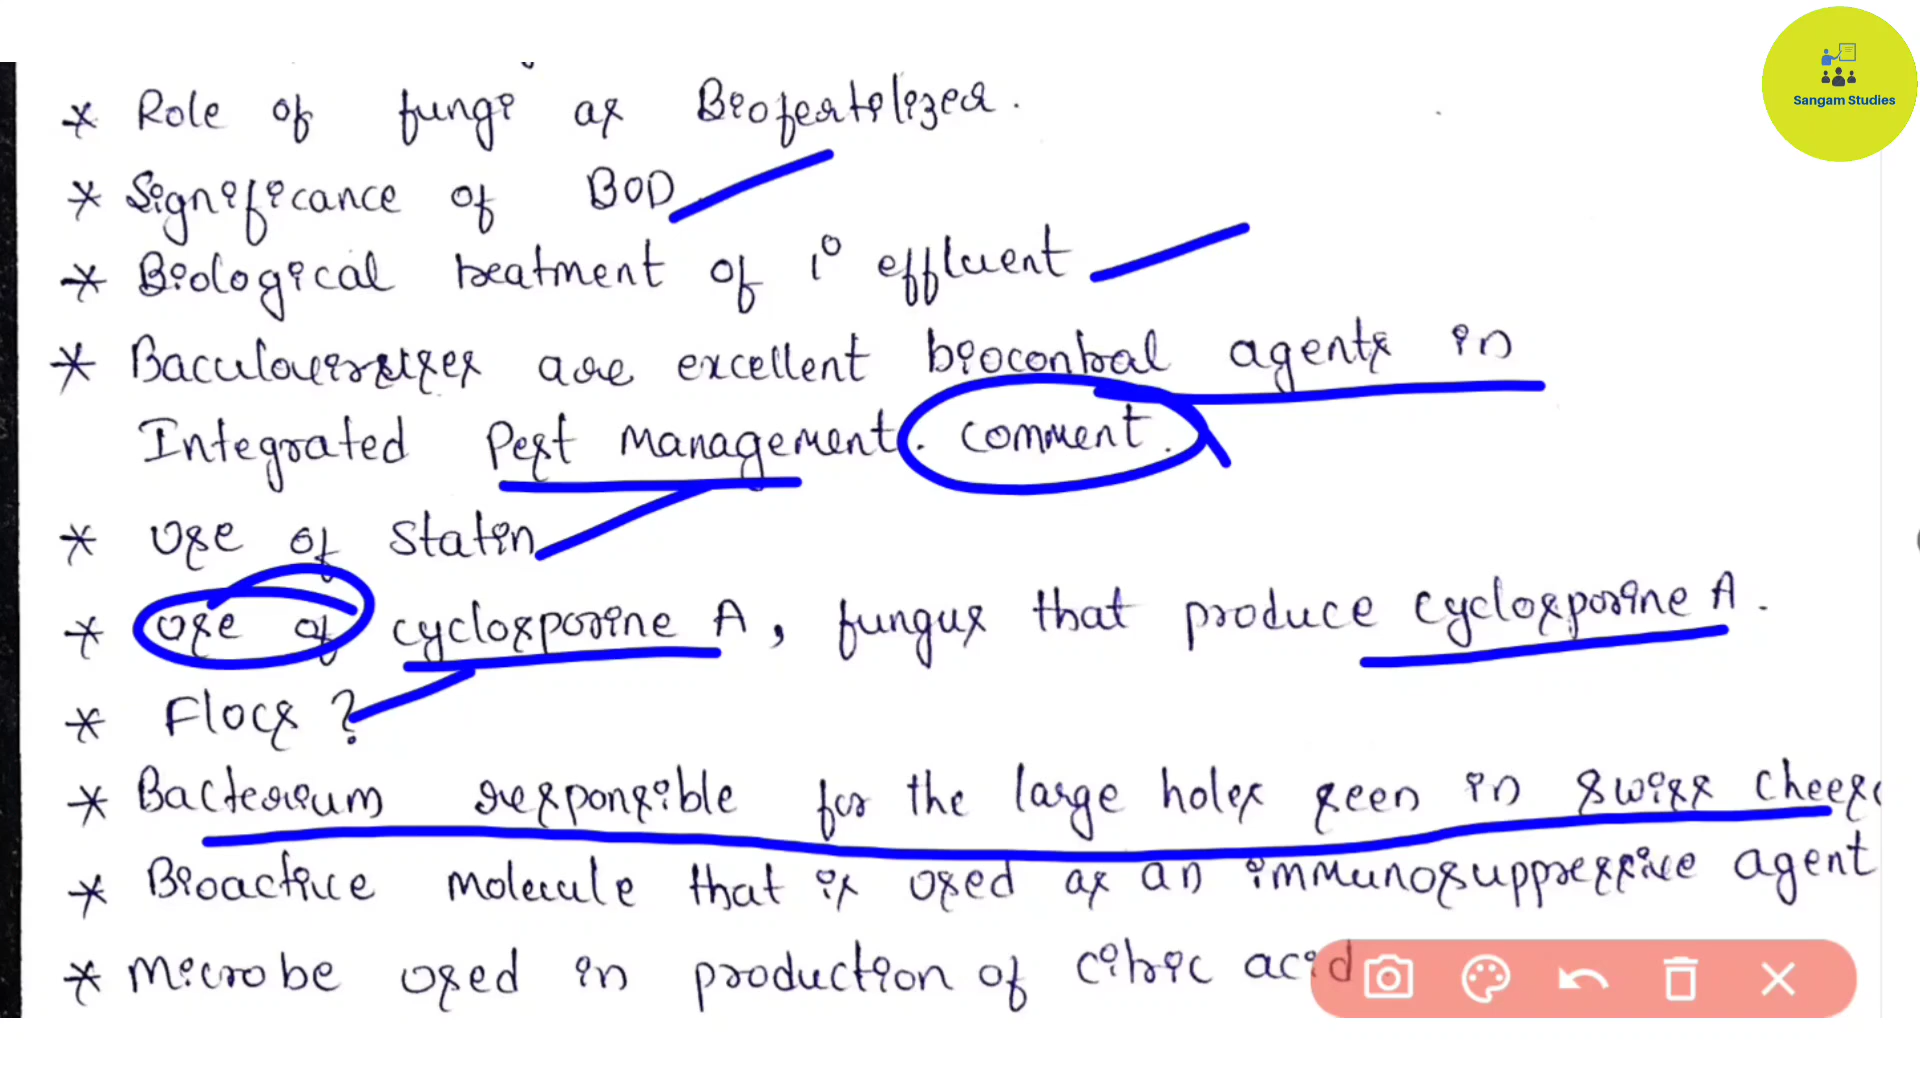 Sangam Studies
* Role of fungi as Biofertilizer.
* Significance of BOD
* Biological treatment of 1° effluent
* Baculoviruses are excellent biocontrol agents in
Integrated Pest Management. comment.
* Use of statin
* Use of cyclosporine A, fungus that produce cyclosporine A.
* Flocs?
* Bacterium responsible for the large holes seen in swiss cheese
* Bioactive molecule that is used as an immunosuppressive agent
* Microbe used in production of citric acid